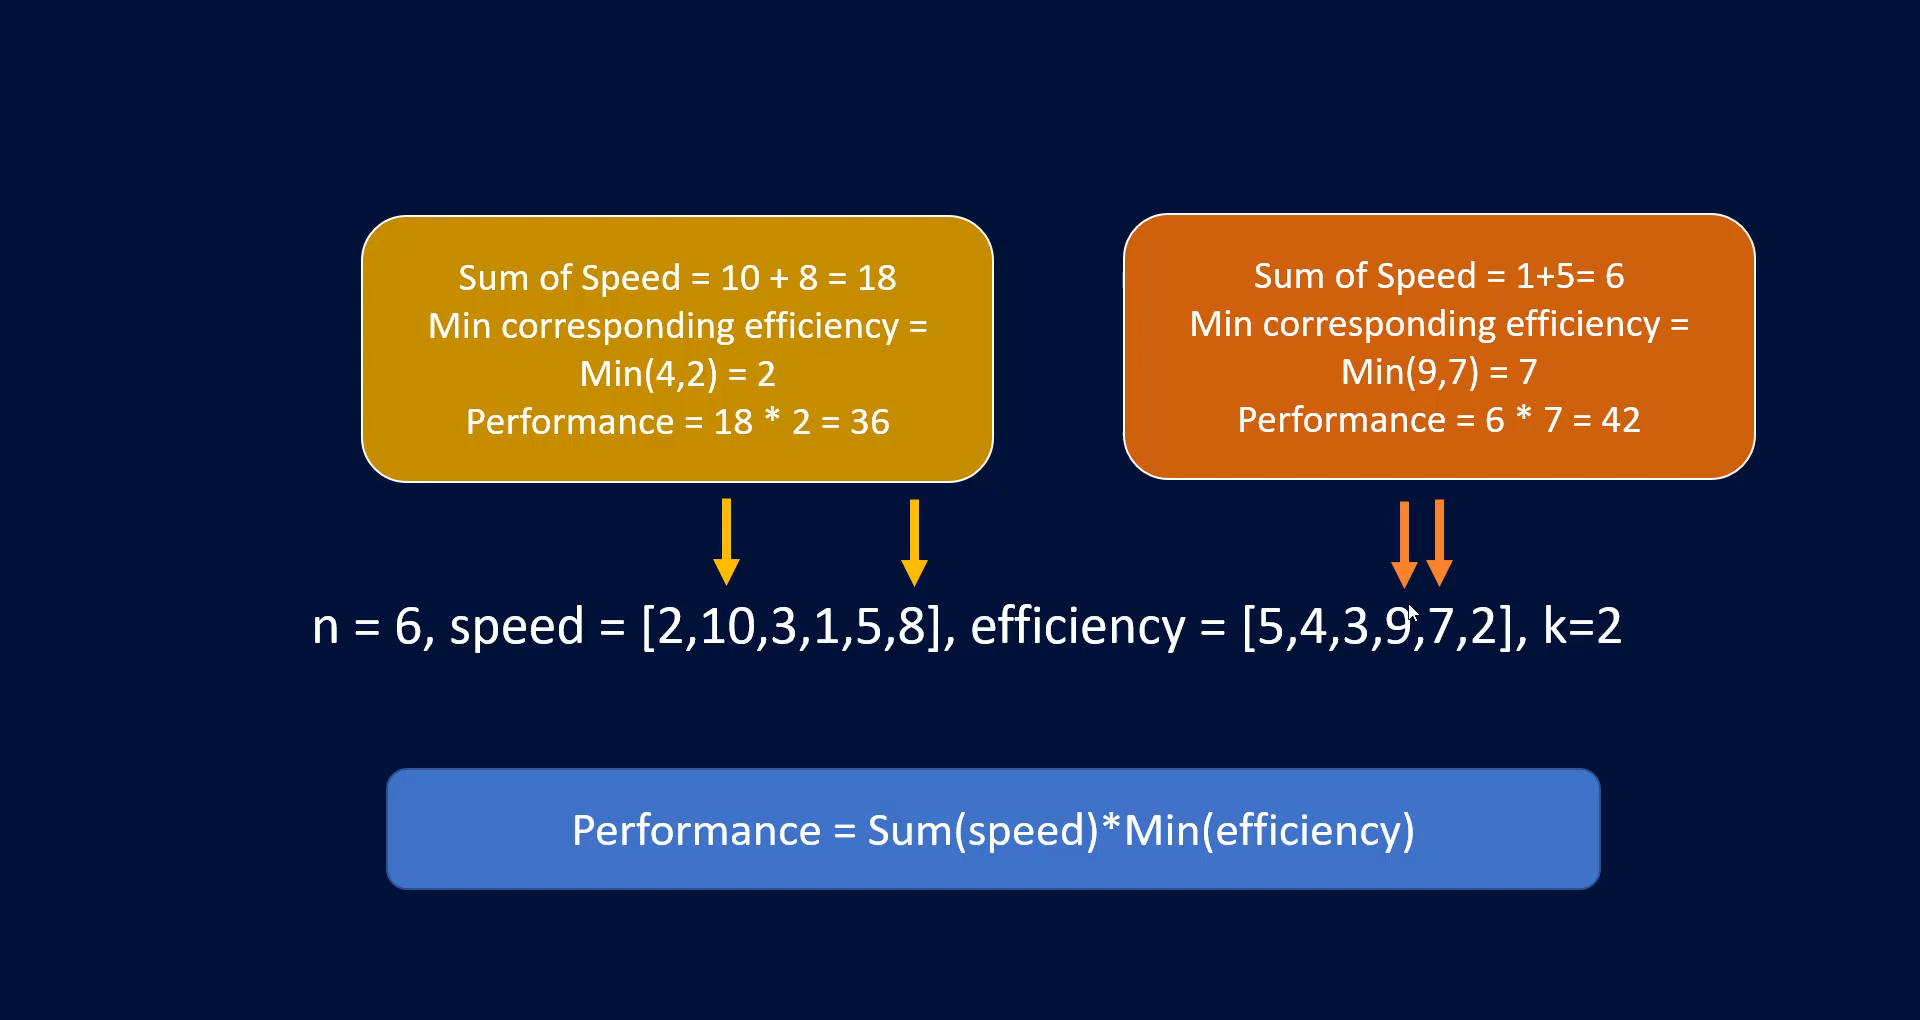 Sum of Speed = 10 + 8 = 18
Min corresponding efficiency =
Min(4,2) = 2
Performance = 18 * 2 = 36
Sum of Speed = 1+5= 6
Min corresponding efficiency =
Min(9,7) = 7
Performance = 6 * 7 = 42
n = 6, speed = [2,10,3,1,5,8], efficiency = [5,4,3,9,7,2], k=2
Performance = Sum(speed)*Min(efficiency)